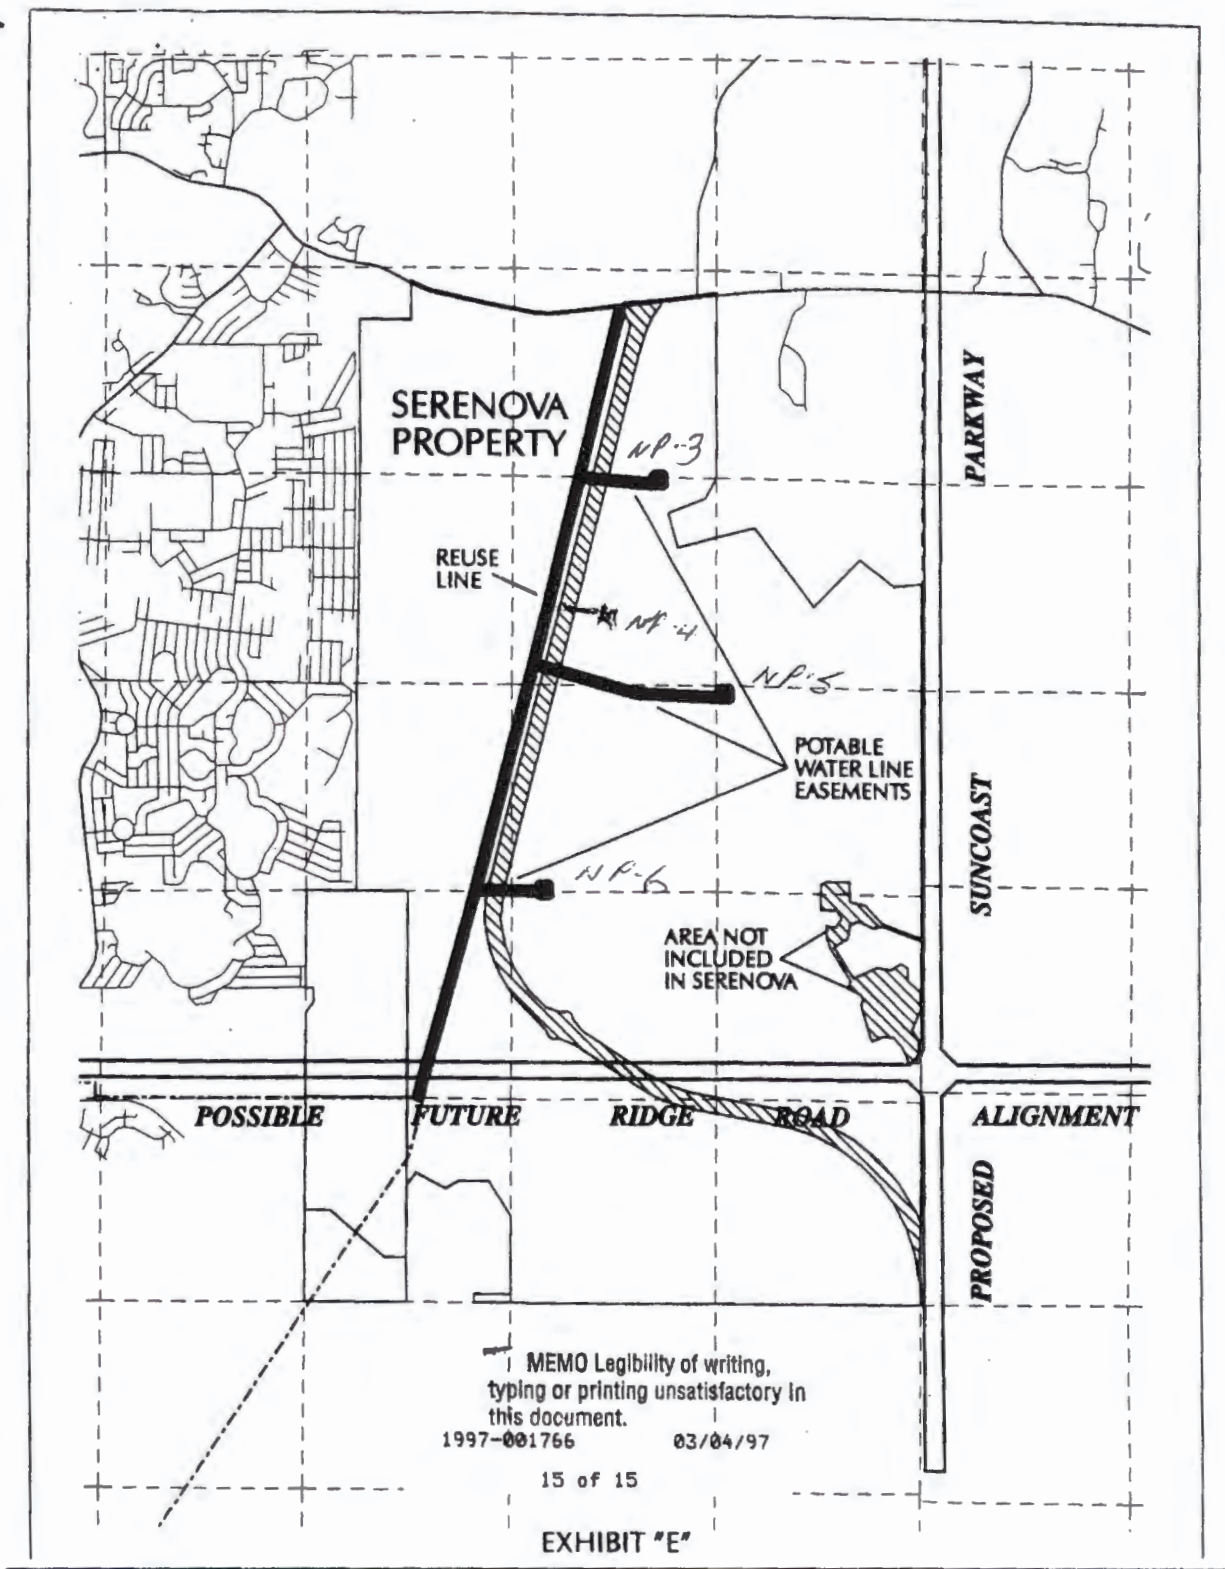 SERENOVA
PROPERTY
NP-3
PARKWAY
REUSE
LINE
NP-4
NP-5
POTABLE
WATER LINE
EASEMENTS
SUNCOAST
NP-6
AREA NOT
INCLUDED
IN SERENOVA
POSSIBLE FUTURE RIDGE ROAD ALIGNMENT
PROPOSED
MEMO Legibility of writing,
typing or printing unsatisfactory in
this document.
1997-001766 03/04/97
15 of 15
EXHIBIT "E"